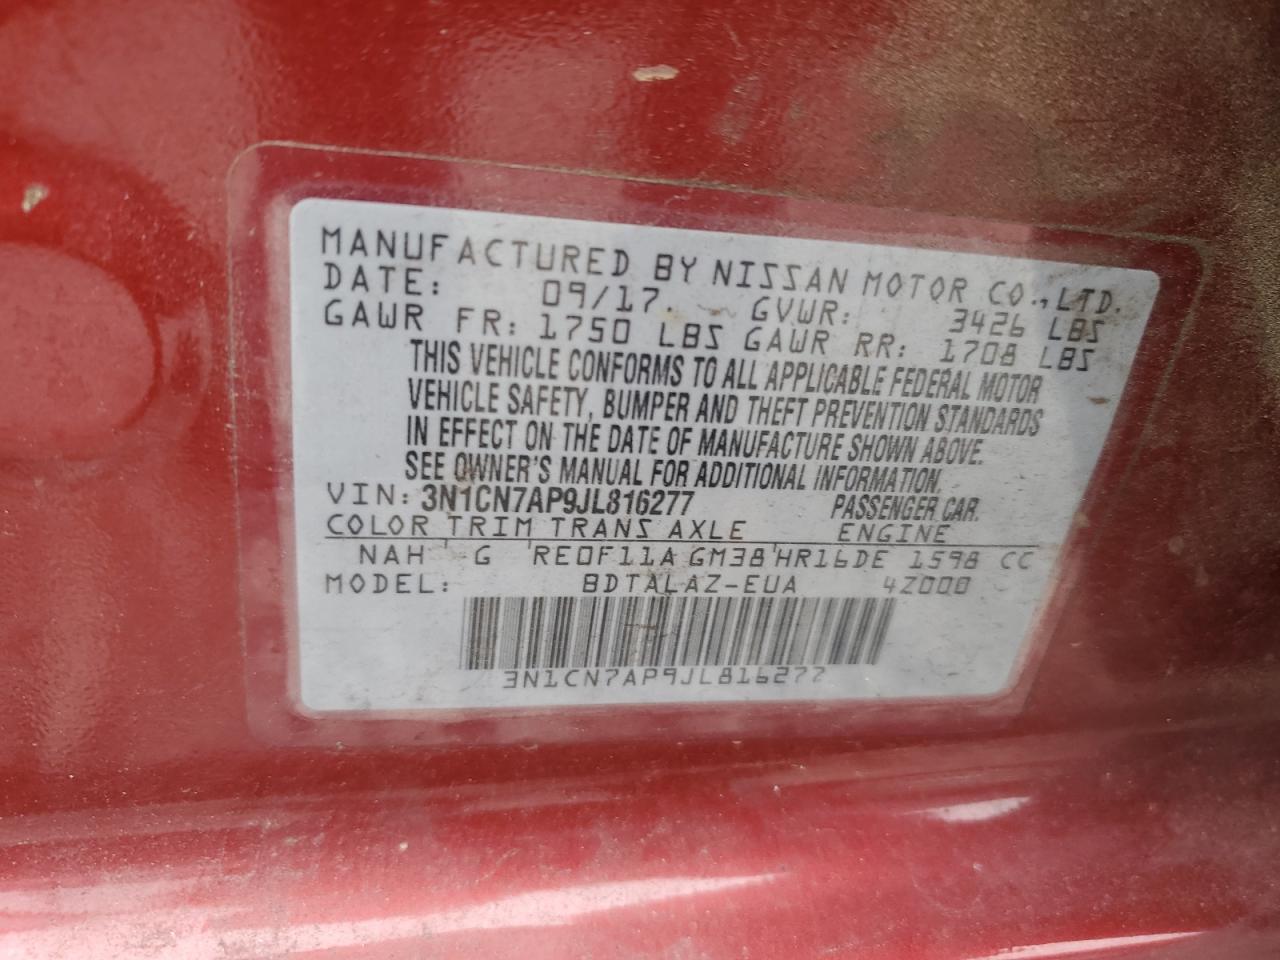 MANUFACTURED BY NISSAN MOTOR CO., LTD.
DATE: 09/17. GVWR: 3426 LBS
GAWR FR: 1750 LBS GAWR RR: 1708 LBS
THIS VEHICLE CONFORMS TO ALL APPLICABLE FEDERAL MOTOR
VEHICLE SAFETY, BUMPER AND THEFT PREVENTION STANDARDS
IN EFFECT ON THE DATE OF MANUFACTURE SHOWN ABOVE.
SEE OWNER'S MANUAL FOR ADDITIONAL INFORMATION.
VIN: 3N1CN7AP9JL816277 PASSENGER CAR.
COLOR TRIM TRANS AXLE ENGINE
NAH G RE0F11A GM38 HR16DE 1598 CC
MODEL: BDTALAZ-EUA 4Z000
3N1CN7AP9JL816277